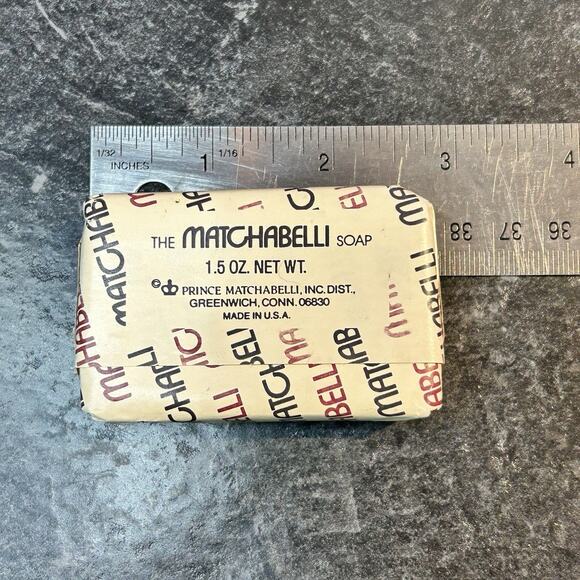 1/32 1 1/16 2 3 4
INCHES
38 37 36
THE MATCHABELLI SOAP
1.5 OZ. NET WT.
© PRINCE MATCHABELLI, INC. DIST.,
GREENWICH, CONN. 06830
MADE IN U.S.A.
MATCHABELLI